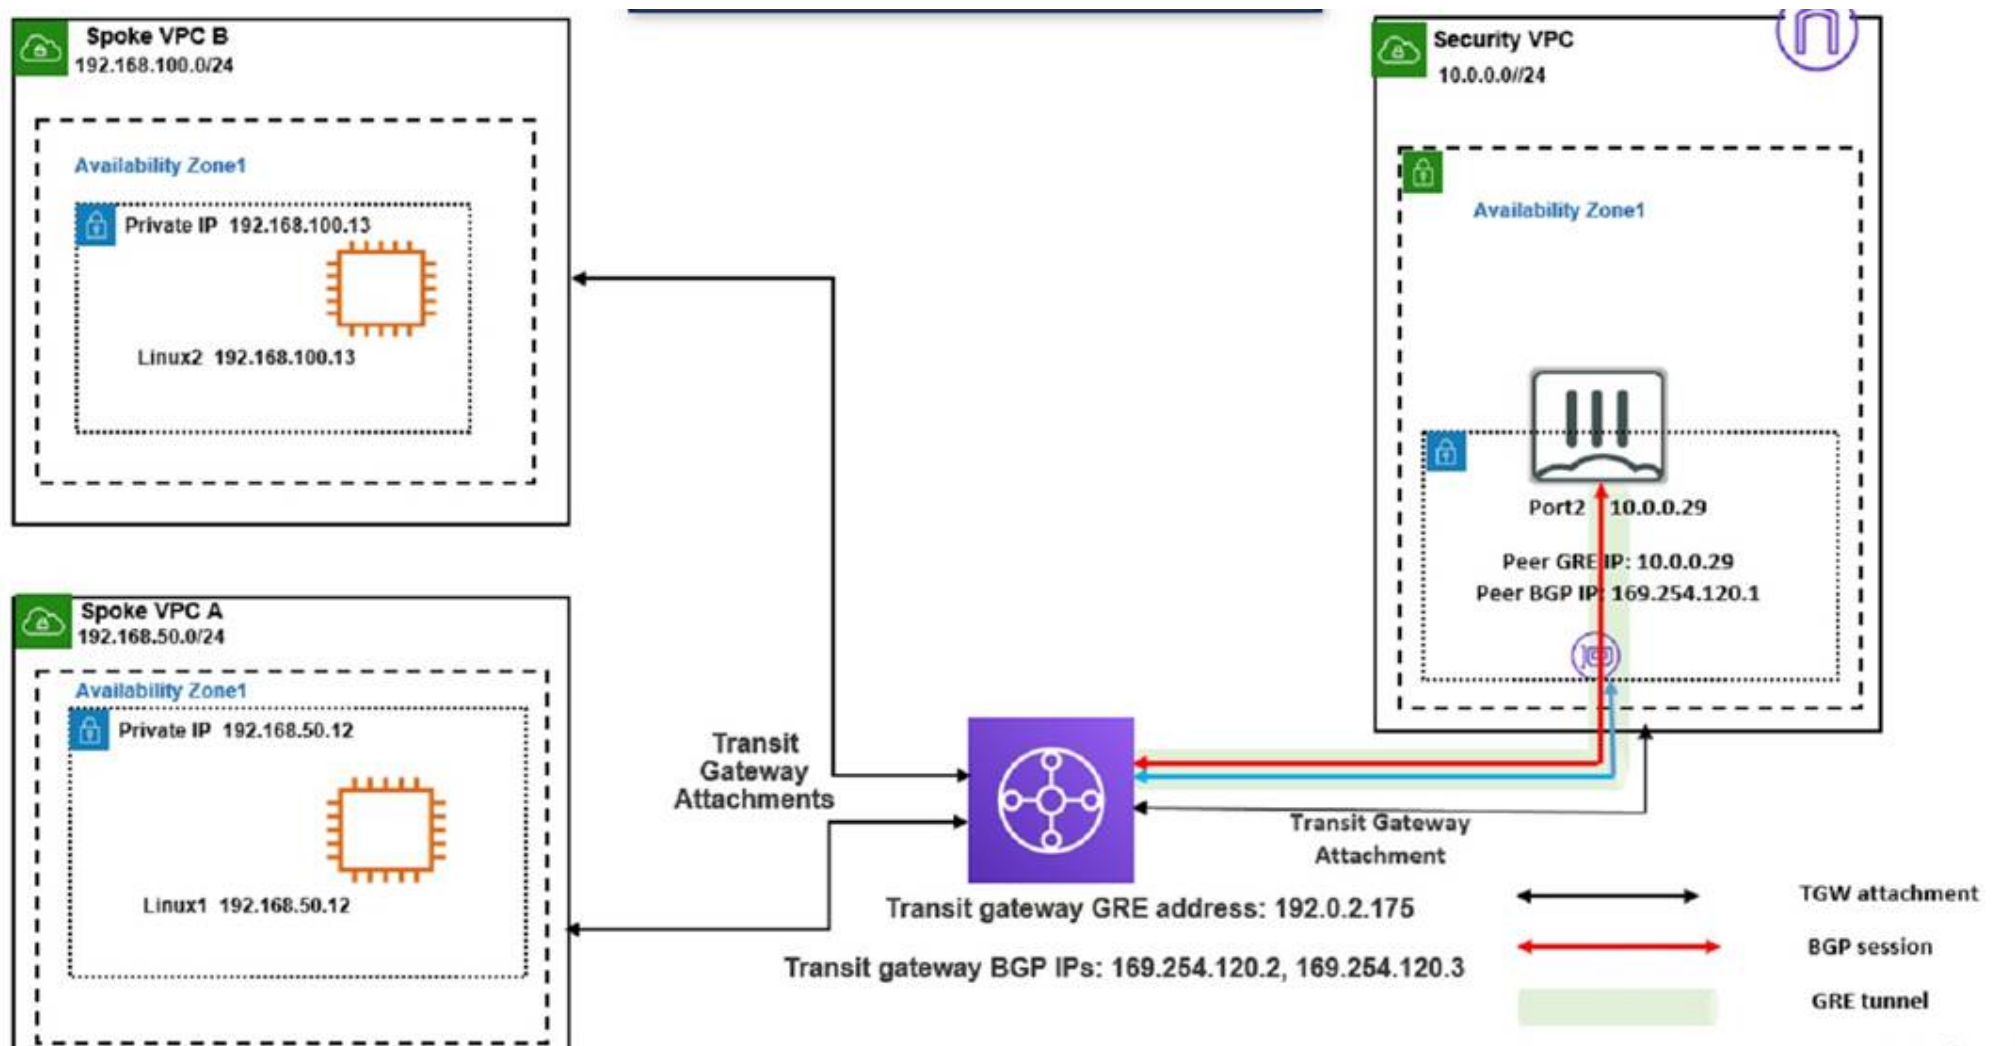 Spoke VPC B
192.168.100.0/24
Availability Zone1
Private IP 192.168.100.13
Linux2 192.168.100.13
Spoke VPC A
192.168.50.0/24
Availability Zone1
Private IP 192.168.50.12
Linux1 192.168.50.12
Transit
Gateway
Attachments
Security VPC
10.0.0.0//24
Availability Zone1
Port2 10.0.0.29
Peer GRE IP: 10.0.0.29
Peer BGP IP: 169.254.120.1
Transit Gateway
Attachment
Transit gateway GRE address: 192.0.2.175
Transit gateway BGP IPs: 169.254.120.2, 169.254.120.3
TGW attachment
BGP session
GRE tunnel